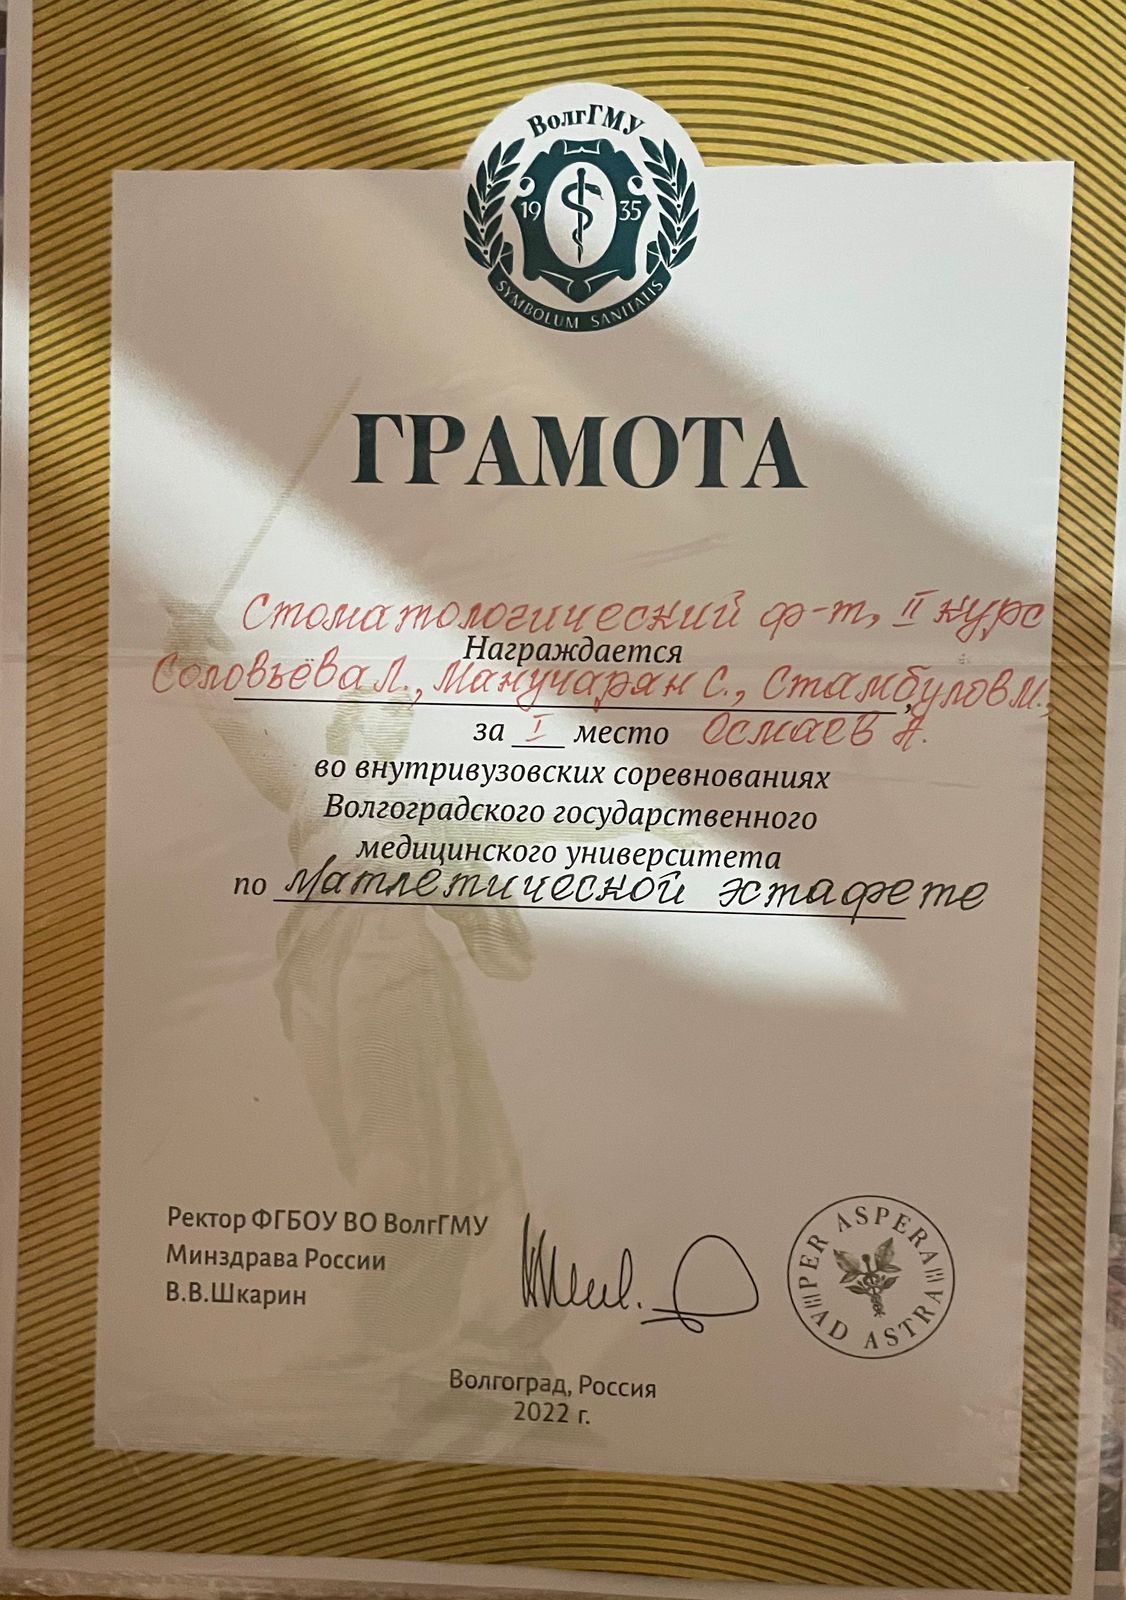 ВолгГМУ
19 35
SYMBOLUM SANITATIS
ГРАМОТА
Стоматологический ф-т, II курс
Награждается
Соловьёва Л., Манучарян С., Стамбулов М.,
за I место Осмаев А.
во внутривузовских соревнованиях
Волгоградского государственного
медицинского университета
по Матлетической эстафете
Ректор ФГБОУ ВО ВолгГМУ
Минздрава России
В.В.Шкарин
PER ASPERA
AD ASTRA
Волгоград, Россия
2022 г.